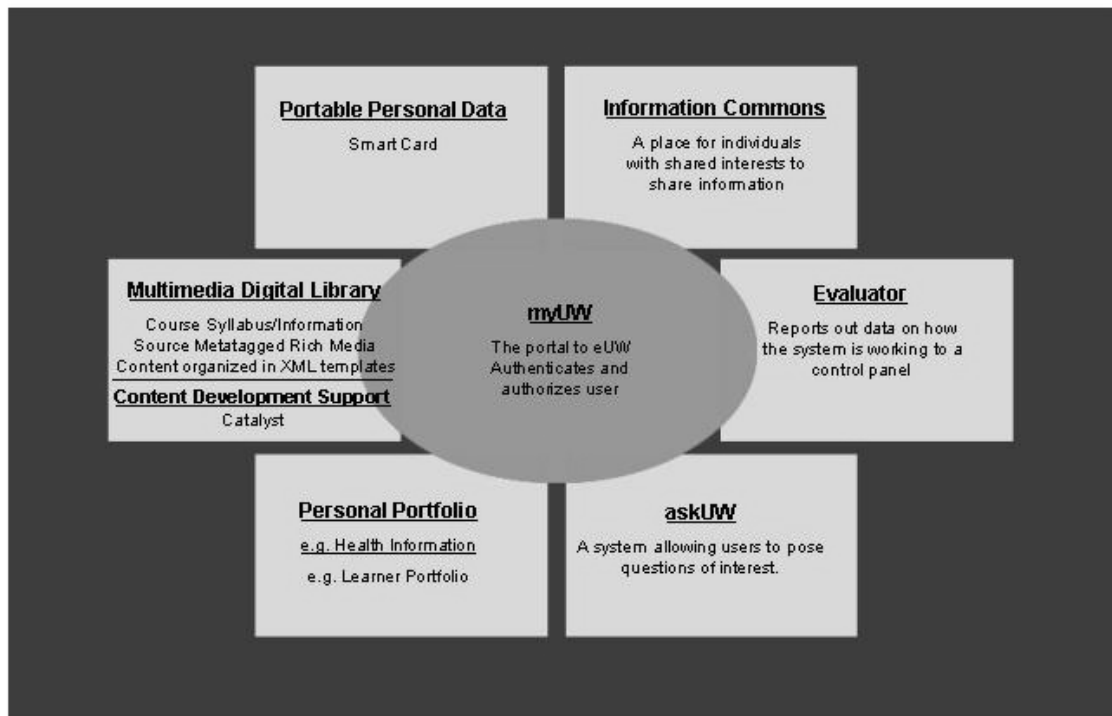 Portable Personal Data
Smart Card
Information Commons
A place for individuals
with shared interests to
share information
Multimedia Digital Library
Course Syllabus/Information
Source Metatagged Rich Media
Content organized in XML templates
Content Development Support
Catalyst
myUW
The portal to eUW
Authenticates and
authorizes user
Evaluator
Reports out data on how
the system is working to a
control panel
Personal Portfolio
e.g. Health Information
e.g. Learner Portfolio
askUW
A system allowing users to pose
questions of interest.